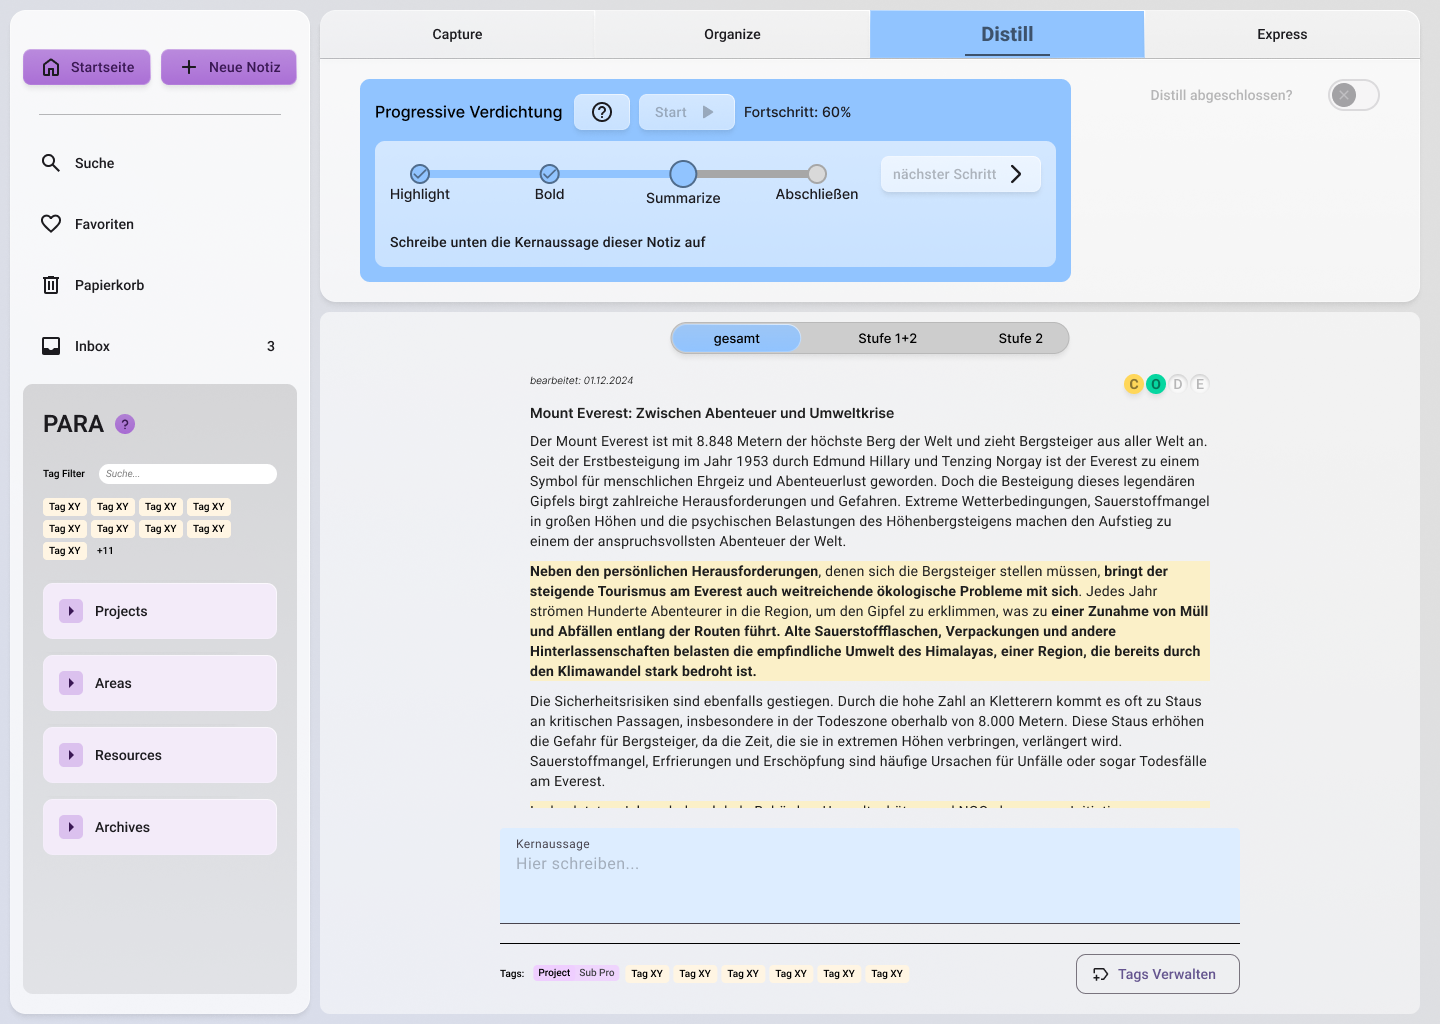 Startseite
Neue Notiz
Suche
Favoriten
Papierkorb
Inbox 3
PARA ?
Tag Filter Suche...
Tag XY Tag XY Tag XY Tag XY
Tag XY Tag XY Tag XY Tag XY
Tag XY +11
Projects
Areas
Resources
Archives
Capture Organize Distill Express
Progressive Verdichtung ? Start Fortschritt: 60%
Distill abgeschlossen?
Highlight Bold Summarize Abschließen
nächster Schritt
Schreibe unten die Kernaussage dieser Notiz auf
gesamt Stufe 1+2 Stufe 2
bearbeitet: 01.12.2024
C O D E
Mount Everest: Zwischen Abenteuer und Umweltkrise
Der Mount Everest ist mit 8.848 Metern der höchste Berg der Welt und zieht Bergsteiger aus aller Welt an.
Seit der Erstbesteigung im Jahr 1953 durch Edmund Hillary und Tenzing Norgay ist der Everest zu einem
Symbol für menschlichen Ehrgeiz und Abenteuerlust geworden. Doch die Besteigung dieses legendären
Gipfels birgt zahlreiche Herausforderungen und Gefahren. Extreme Wetterbedingungen, Sauerstoffmangel
in großen Höhen und die psychischen Belastungen des Höhenbergsteigens machen den Aufstieg zu
einem der anspruchsvollsten Abenteuer der Welt.
Neben den persönlichen Herausforderungen, denen sich die Bergsteiger stellen müssen, bringt der
steigende Tourismus am Everest auch weitreichende ökologische Probleme mit sich. Jedes Jahr
strömen Hunderte Abenteurer in die Region, um den Gipfel zu erklimmen, was zu einer Zunahme von Müll
und Abfällen entlang der Routen führt. Alte Sauerstoffflaschen, Verpackungen und andere
Hinterlassenschaften belasten die empfindliche Umwelt des Himalayas, einer Region, die bereits durch
den Klimawandel stark bedroht ist.
Die Sicherheitsrisiken sind ebenfalls gestiegen. Durch die hohe Zahl an Kletterern kommt es oft zu Staus
an kritischen Passagen, insbesondere in der Todeszone oberhalb von 8.000 Metern. Diese Staus erhöhen
die Gefahr für Bergsteiger, da die Zeit, die sie in extremen Höhen verbringen, verlängert wird.
Sauerstoffmangel, Erfrierungen und Erschöpfung sind häufige Ursachen für Unfälle oder sogar Todesfälle
am Everest.
Kernaussage
Hier schreiben...
Tags: Project Sub Pro Tag XY Tag XY Tag XY Tag XY Tag XY Tag XY
Tags Verwalten